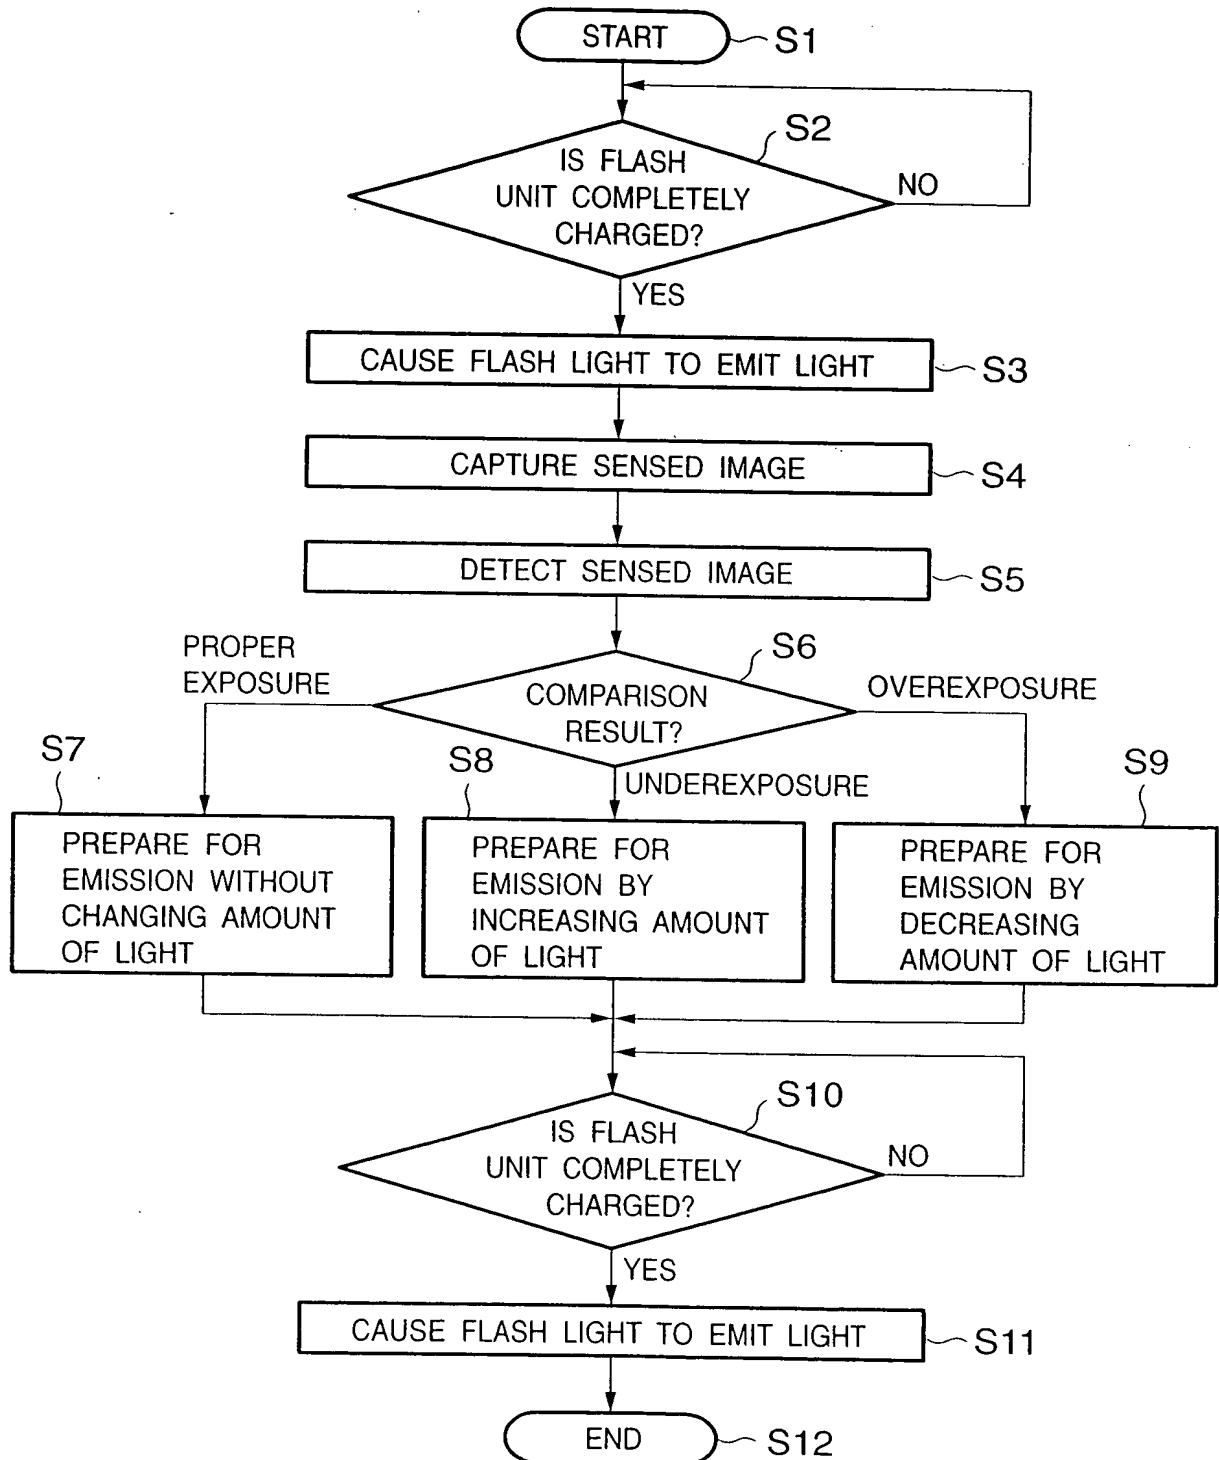 START
S1
S2
IS FLASH
UNIT COMPLETELY
CHARGED?
NO
YES
CAUSE FLASH LIGHT TO EMIT LIGHT
S3
CAPTURE SENSED IMAGE
S4
DETECT SENSED IMAGE
S5
S6
PROPER
EXPOSURE
COMPARISON
RESULT?
OVEREXPOSURE
UNDEREXPOSURE
S7
PREPARE FOR
EMISSION WITHOUT
CHANGING AMOUNT
OF LIGHT
S8
PREPARE FOR
EMISSION BY
INCREASING AMOUNT
OF LIGHT
S9
PREPARE FOR
EMISSION BY
DECREASING
AMOUNT OF LIGHT
S10
IS FLASH
UNIT COMPLETELY
CHARGED?
NO
YES
CAUSE FLASH LIGHT TO EMIT LIGHT
S11
END
S12